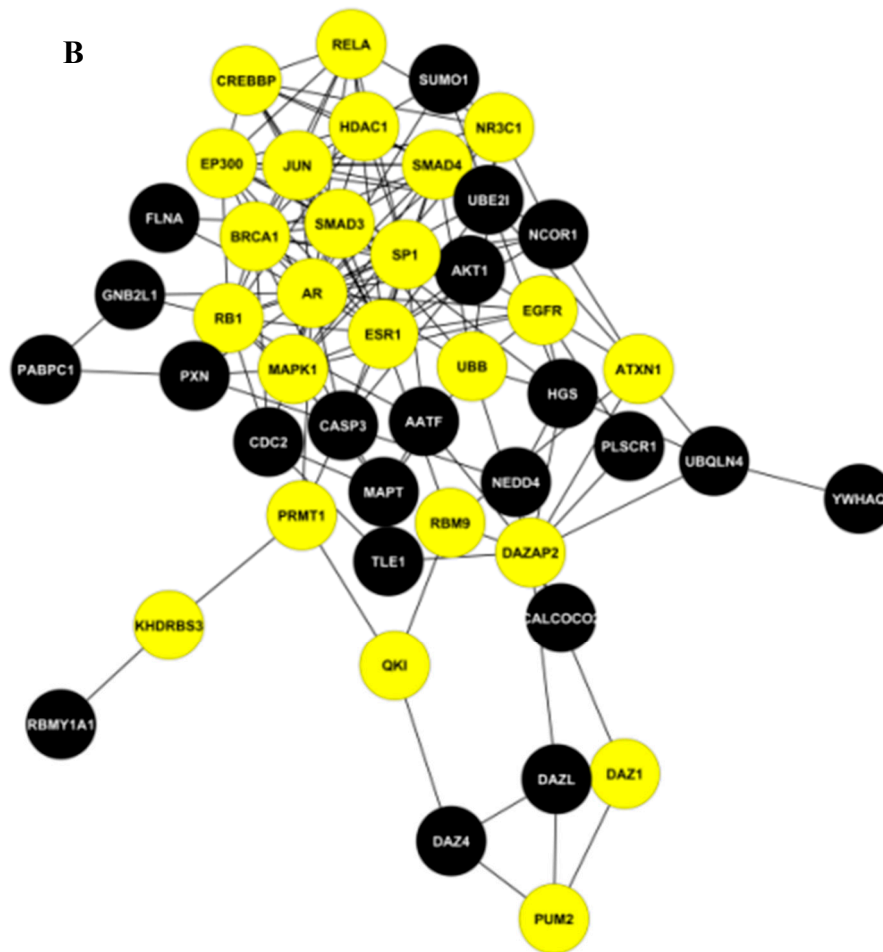 B
RELA
CREBBP
SUMO1
HDAC1
NR3C1
EP300
JUN
SMAD4
UBE2I
FLNA
SMAD3
BRCA1
NCOR1
SP1
AKT1
GNB2L1
AR
RB1
EGFR
ESR1
PABPC1
PXN
MAPK1
UBB
ATXN1
HGS
CASP3
AATF
CDC2
PLSCR1
UBQLN4
MAPT
NEDD4
YWHAQ
PRMT1
RBM9
DAZAP2
TLE1
CALCOCO2
KHDRBS3
QKI
RBMY1A1
DAZL
DAZ1
DAZ4
PUM2